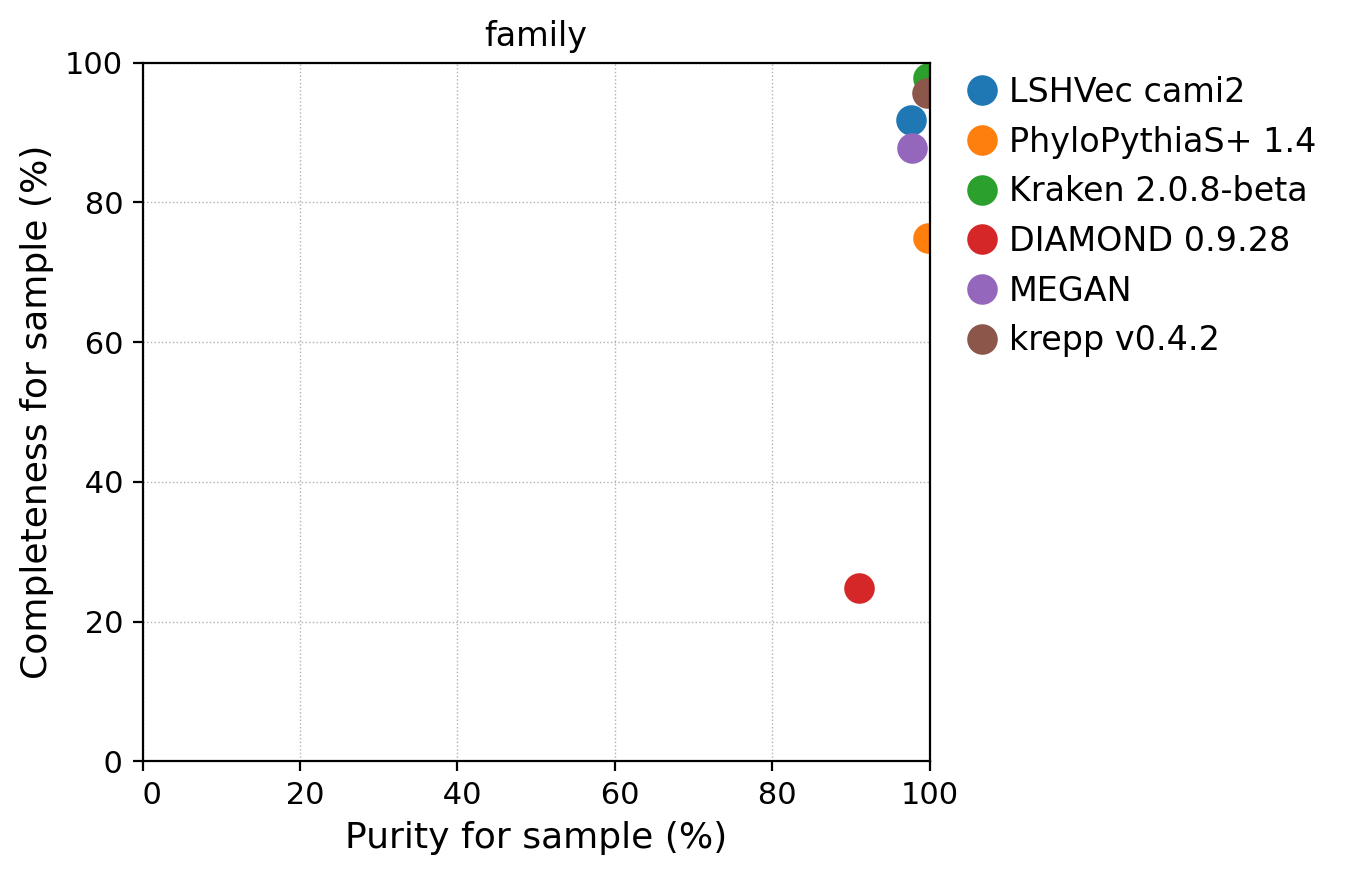 family
100
80
60
40
20
0
Completeness for sample (%)
0 20 40 60 80 100
Purity for sample (%)
LSHVec cami2
PhyloPythiaS+ 1.4
Kraken 2.0.8-beta
DIAMOND 0.9.28
MEGAN
krepp v0.4.2